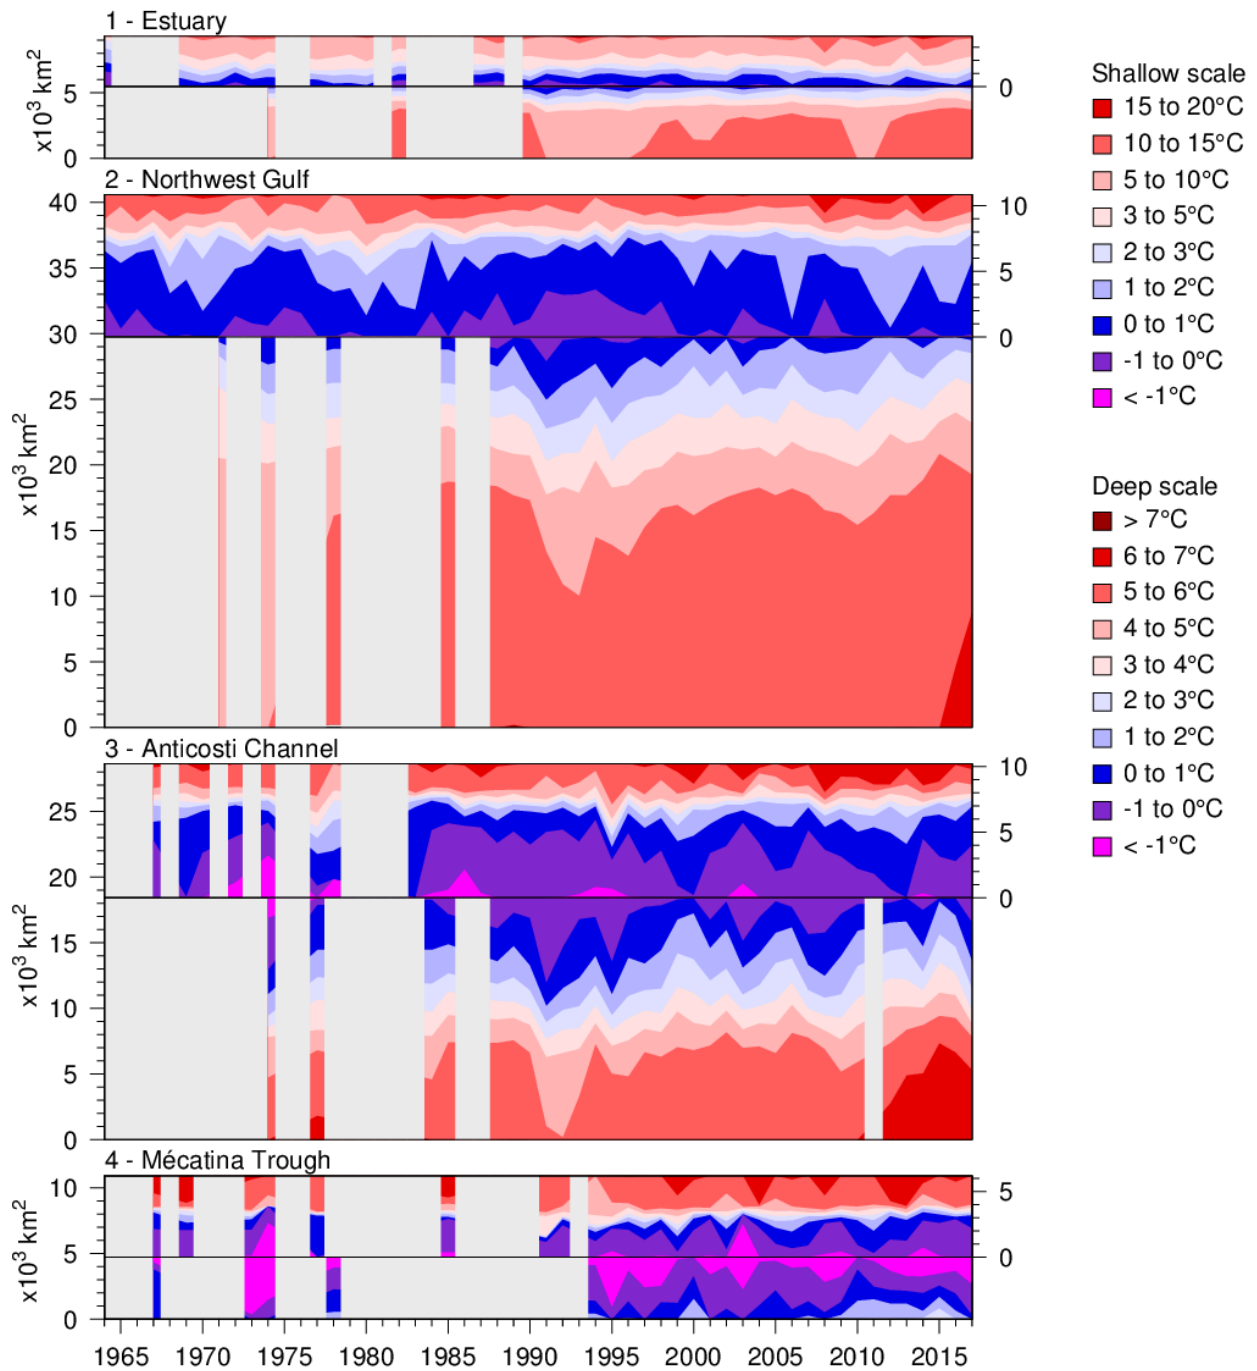 1 - Estuary
5
0
0
x10³ km²
2 - Northwest Gulf
40
35
30
25
20
15
10
5
0
10
5
0
x10³ km²
3 - Anticosti Channel
25
20
15
10
5
0
10
5
0
x10³ km²
4 - Mécatina Trough
10
5
0
5
0
x10³ km²
1965 1970 1975 1980 1985 1990 1995 2000 2005 2010 2015
Shallow scale
15 to 20°C
10 to 15°C
5 to 10°C
3 to 5°C
2 to 3°C
1 to 2°C
0 to 1°C
-1 to 0°C
< -1°C
Deep scale
> 7°C
6 to 7°C
5 to 6°C
4 to 5°C
3 to 4°C
2 to 3°C
1 to 2°C
0 to 1°C
-1 to 0°C
< -1°C